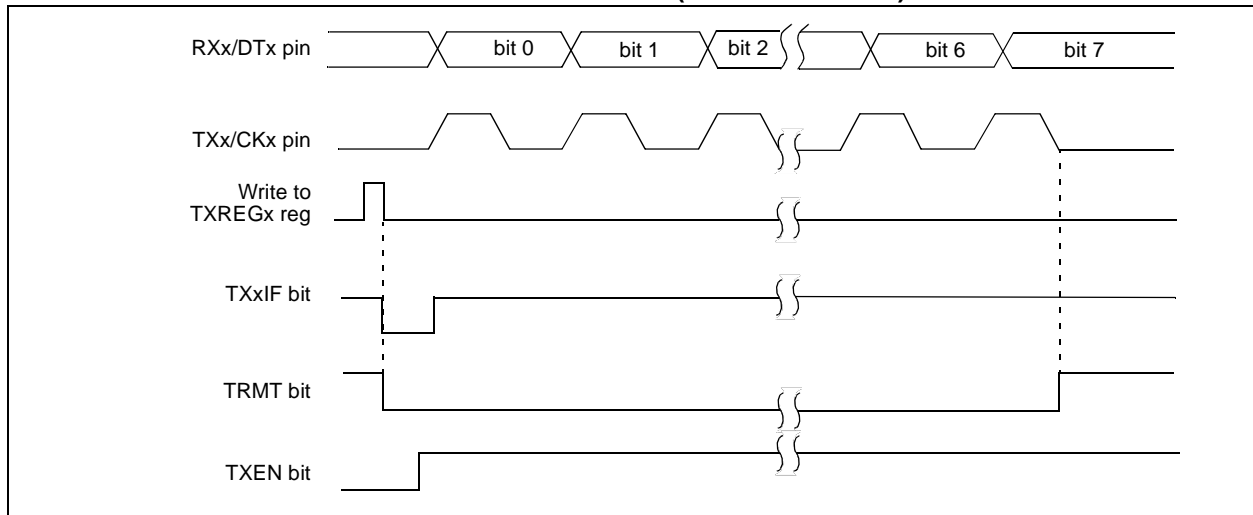 RXx/DTx pin
bit 0 bit 1 bit 2 bit 6 bit 7
TXx/CKx pin
Write to
TXREGx reg
TXxIF bit
TRMT bit
TXEN bit